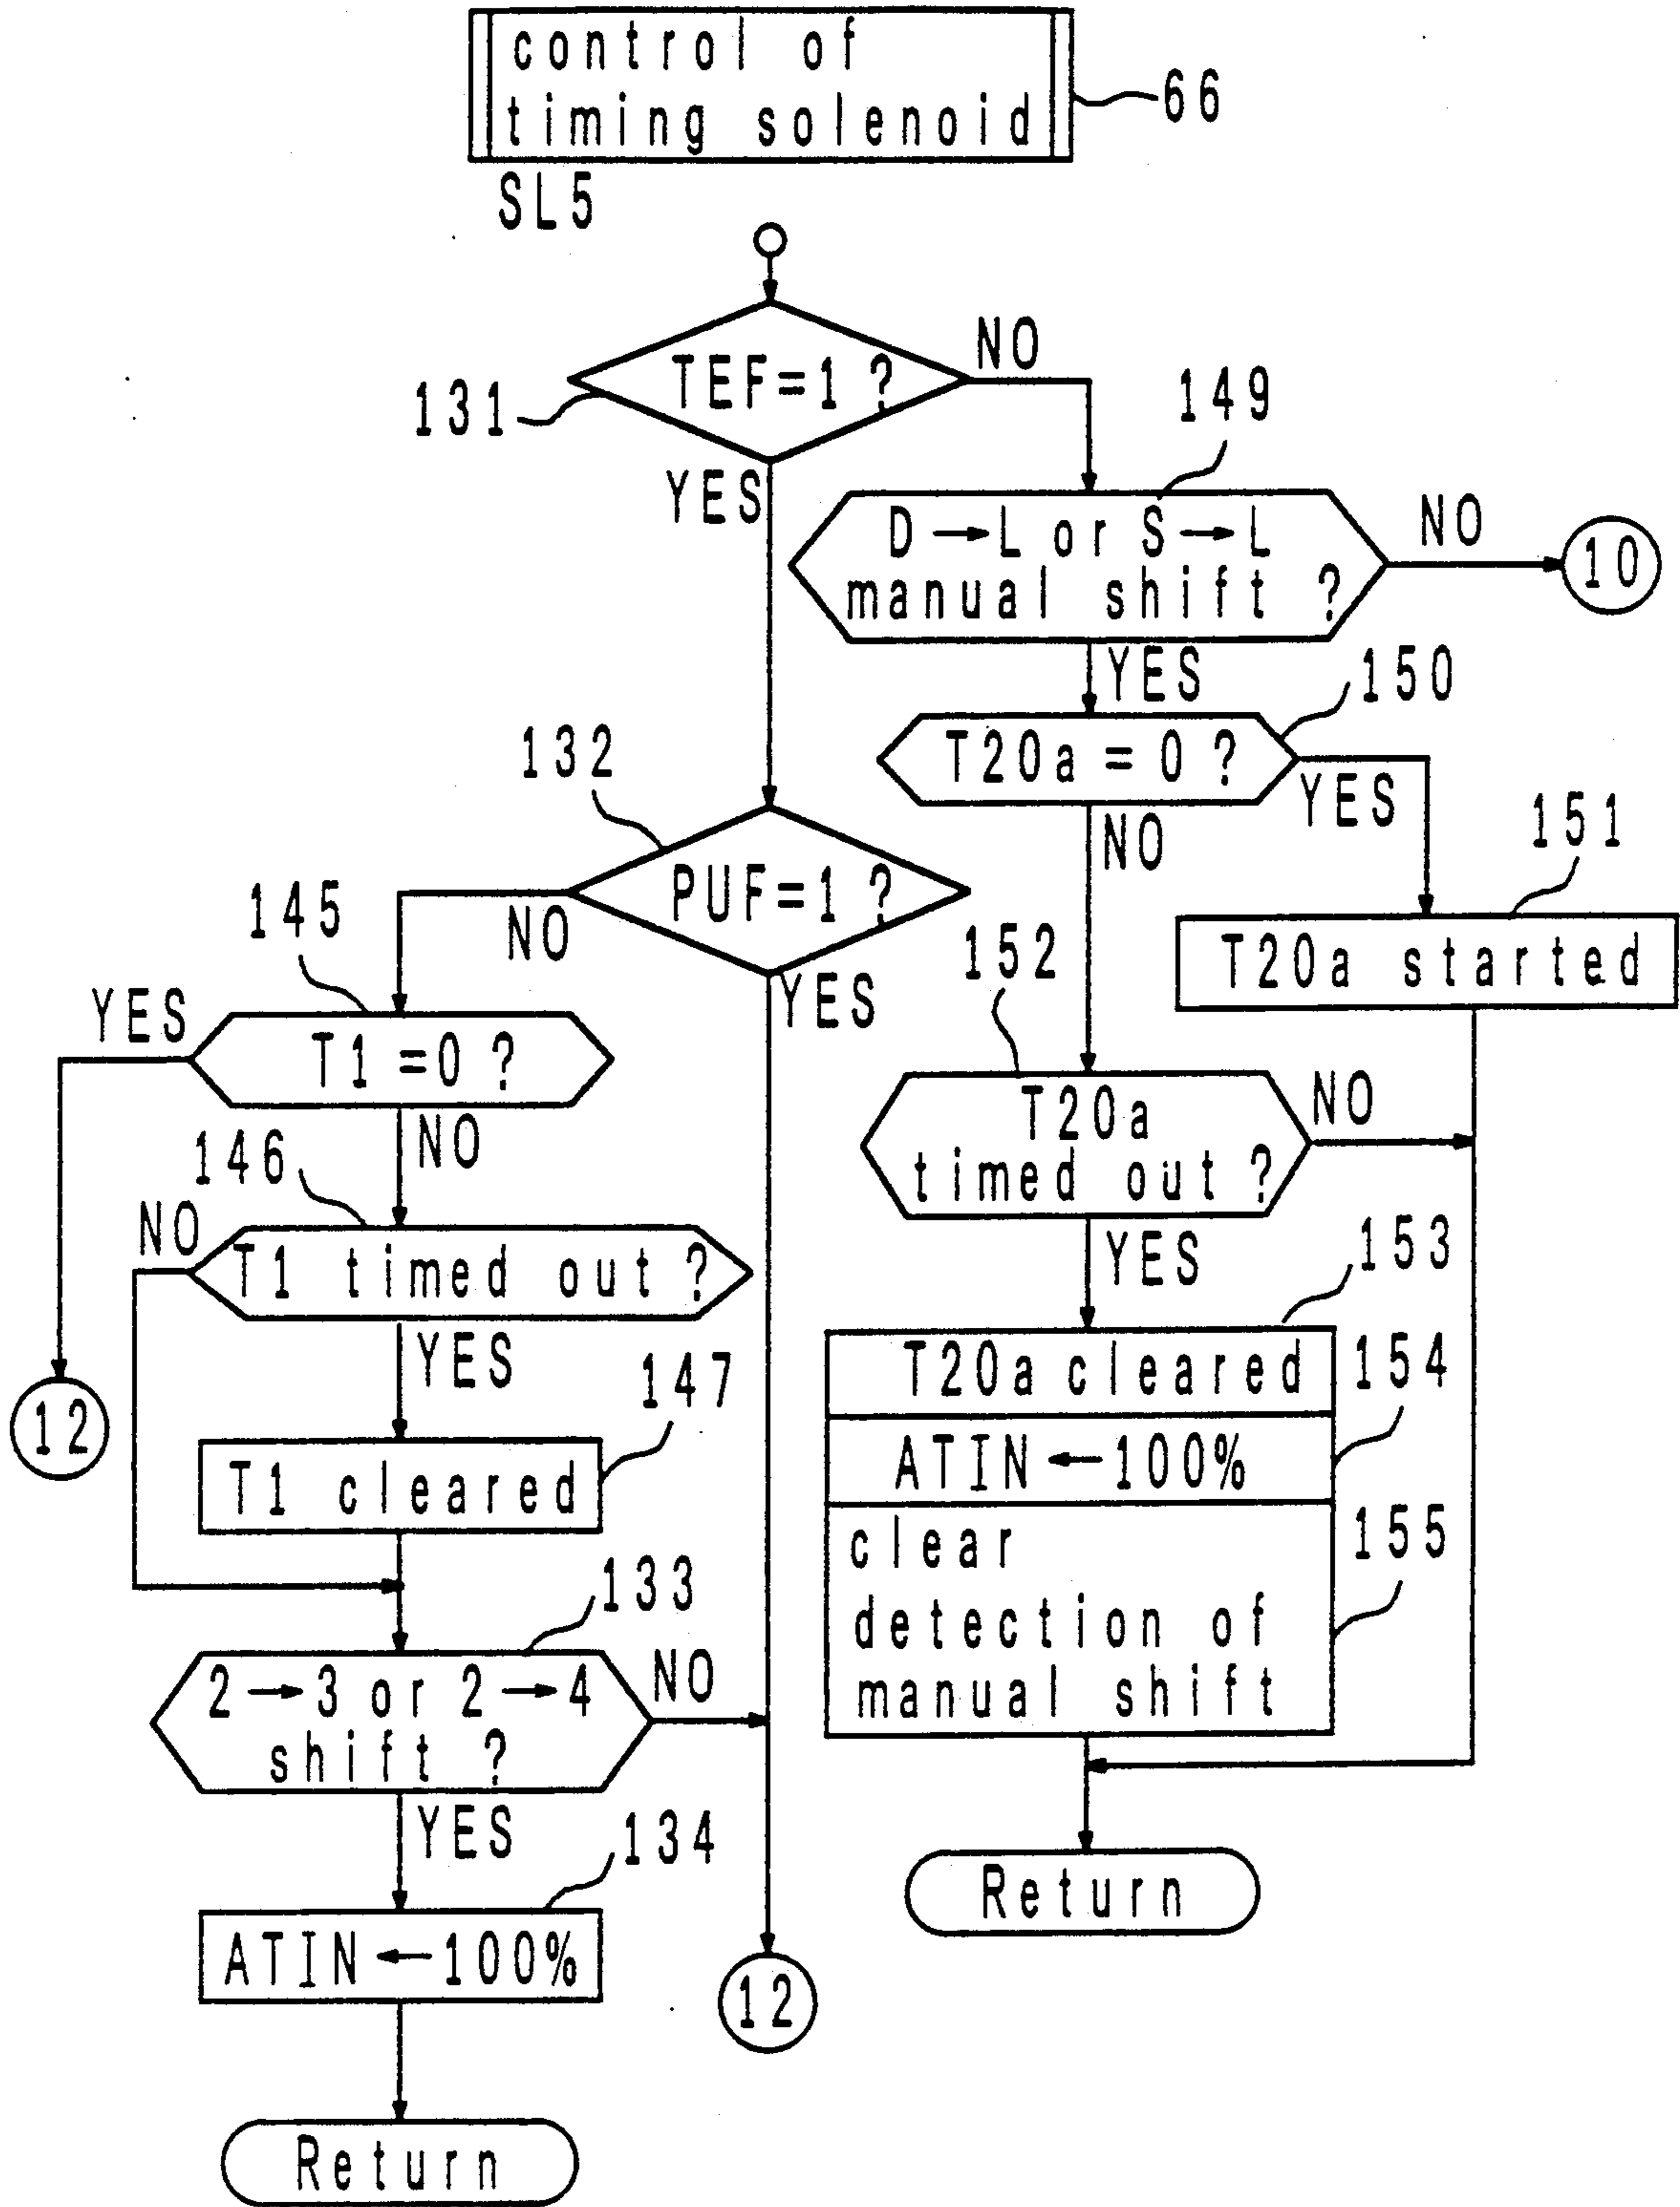 control of
timing solenoid
66
SL5
TEF=1 ?
NO
131
YES
149
D→L or S→L
manual shift ?
NO
10
YES
150
T20a = 0 ?
YES
NO
132
PUF=1 ?
NO
YES
145
151
T20a started
152
YES
T1 =0 ?
NO
T20a
timed out ?
NO
146
NO
T1 timed out ?
YES
YES
153
T20a cleared
154
ATIN ← 100%
155
clear
detection of
manual shift
12
147
T1 cleared
133
2→3 or 2→4
shift ?
NO
YES
134
ATIN ← 100%
Return
12
Return